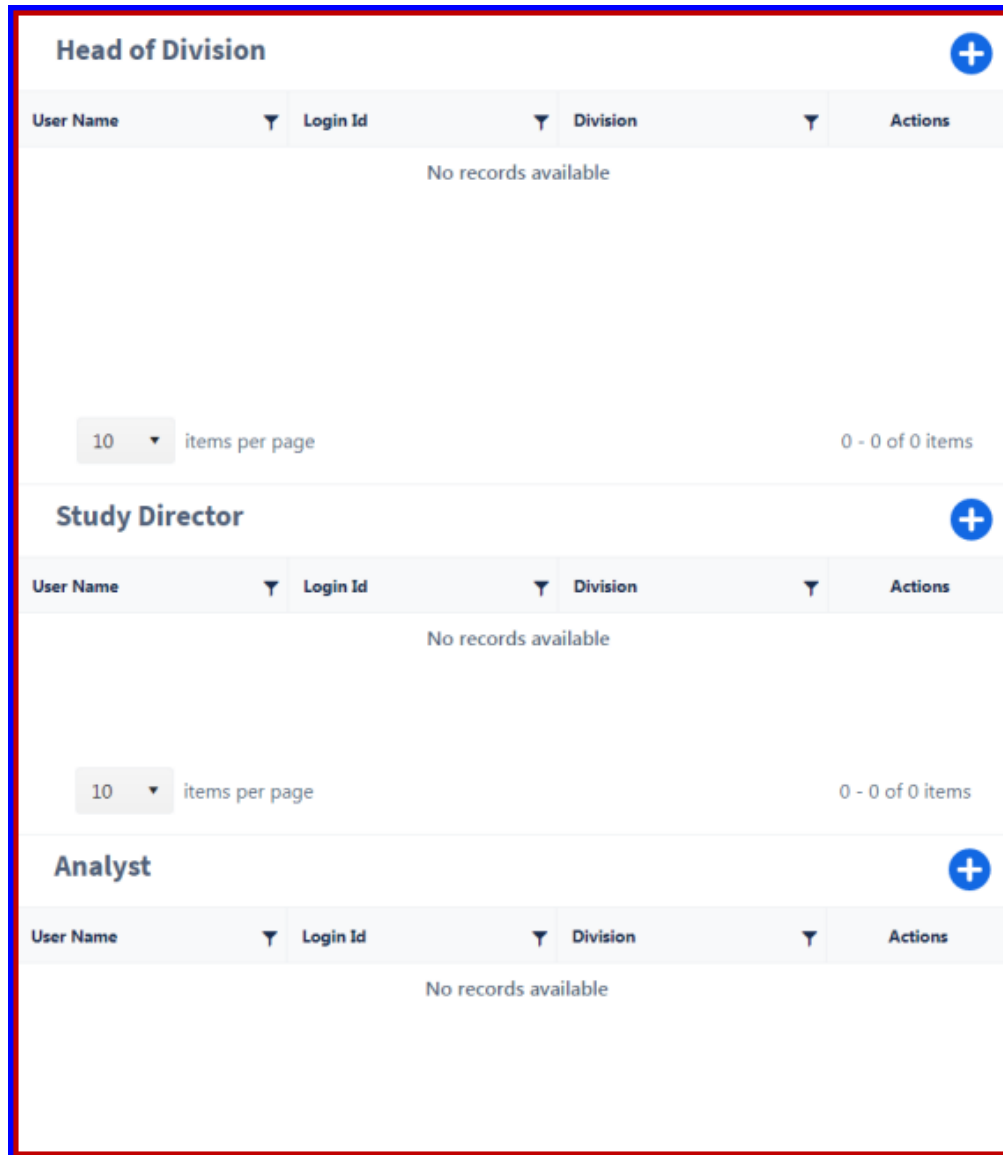 Head of Division
User Name Login Id Division Actions
No records available
10 items per page 0 - 0 of 0 items
Study Director
User Name Login Id Division Actions
No records available
10 items per page 0 - 0 of 0 items
Analyst
User Name Login Id Division Actions
No records available